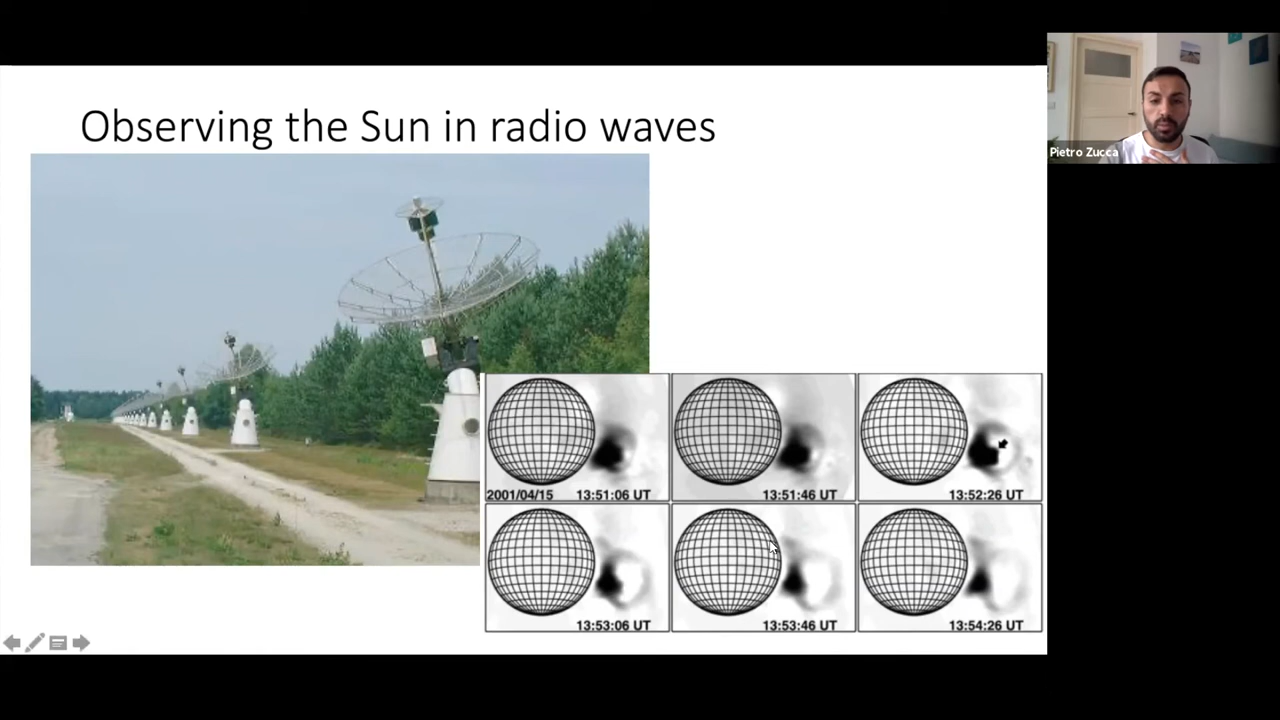 Observing the Sun in radio waves
Pietro Zucca
2001/04/15 13:51:06 UT
13:51:46 UT
13:52:26 UT
13:53:06 UT
13:53:46 UT
13:54:26 UT